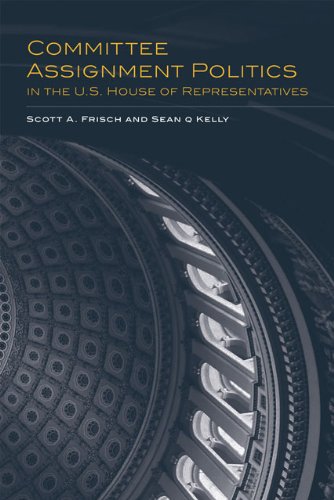 COMMITTEE
ASSIGNMENT POLITICS
IN THE U.S. HOUSE OF REPRESENTATIVES
SCOTT A. FRISCH AND SEAN Q KELLY